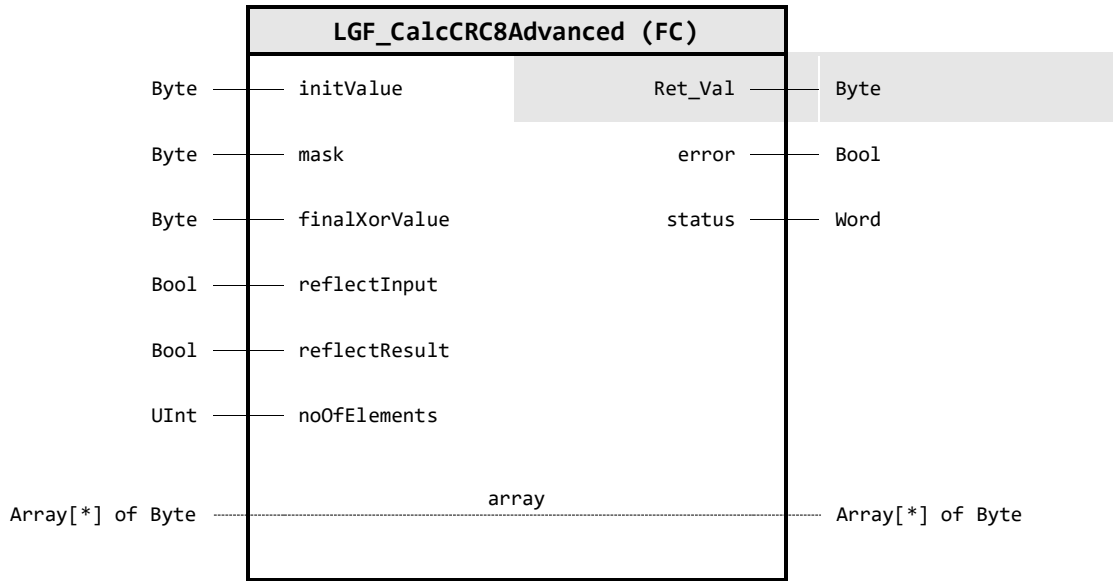 LGF_CalcCRC8Advanced (FC)
Byte initValue Ret_Val Byte
Byte mask error Bool
Byte finalXorValue status Word
Bool reflectInput
Bool reflectResult
UInt noOfElements
array
Array[*] of Byte Array[*] of Byte